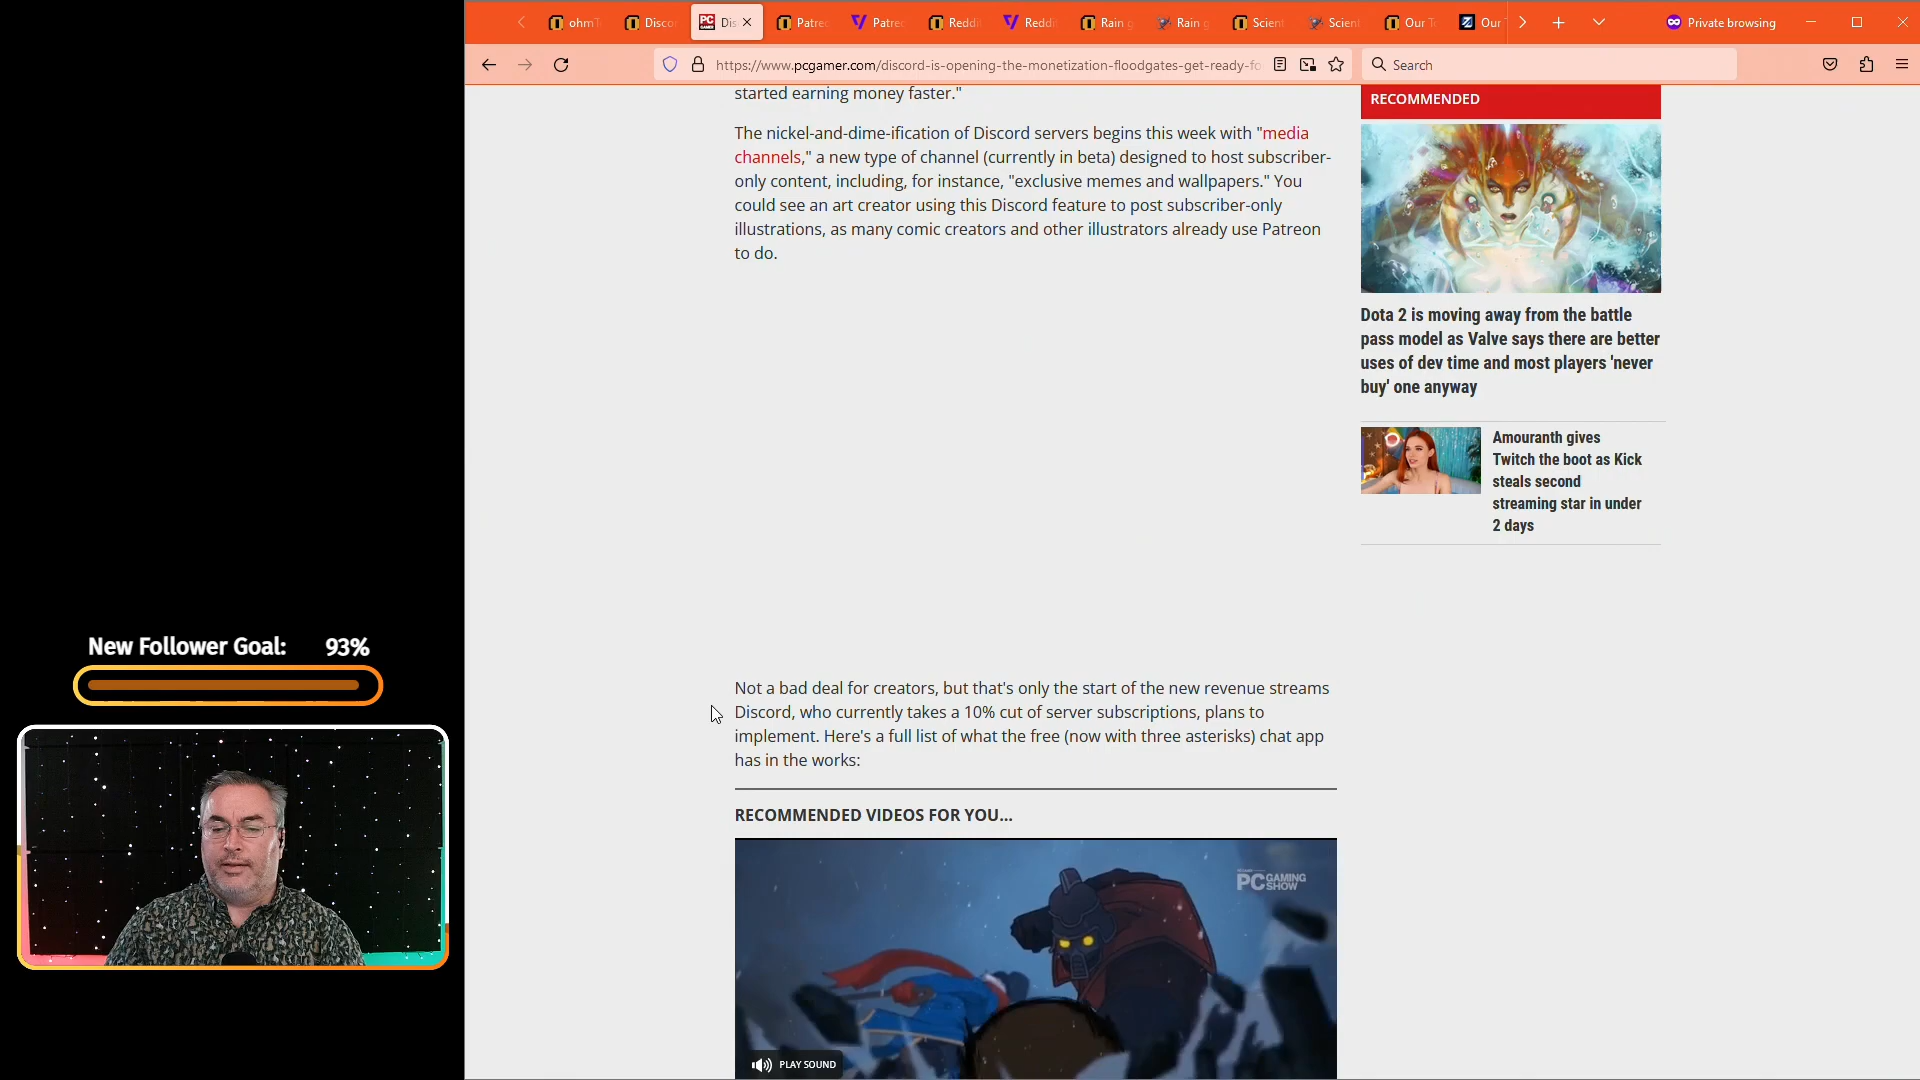 ohm
Disco
PC GAMER
Dis
Patre
Patre
Reddi
Reddi
Rain g
Rain g
Scien
Scien
Our T
Our
Private browsing
https://www.pcgamer.com/discord-is-opening-the-monetization-floodgates-get-ready-fo
Search
started earning money faster."
The nickel-and-dime-ification of Discord servers begins this week with "media
channels," a new type of channel (currently in beta) designed to host subscriber-
only content, including, for instance, "exclusive memes and wallpapers." You
could see an art creator using this Discord feature to post subscriber-only
illustrations, as many comic creators and other illustrators already use Patreon
to do.
Not a bad deal for creators, but that's only the start of the new revenue streams
Discord, who currently takes a 10% cut of server subscriptions, plans to
implement. Here's a full list of what the free (now with three asterisks) chat app
has in the works:
RECOMMENDED VIDEOS FOR YOU...
PC GAMING
SHOW
PLAY SOUND
RECOMMENDED
Dota 2 is moving away from the battle
pass model as Valve says there are better
uses of dev time and most players 'never
buy' one anyway
Amouranth gives
Twitch the boot as Kick
steals second
streaming star in under
2 days
New Follower Goal: 93%